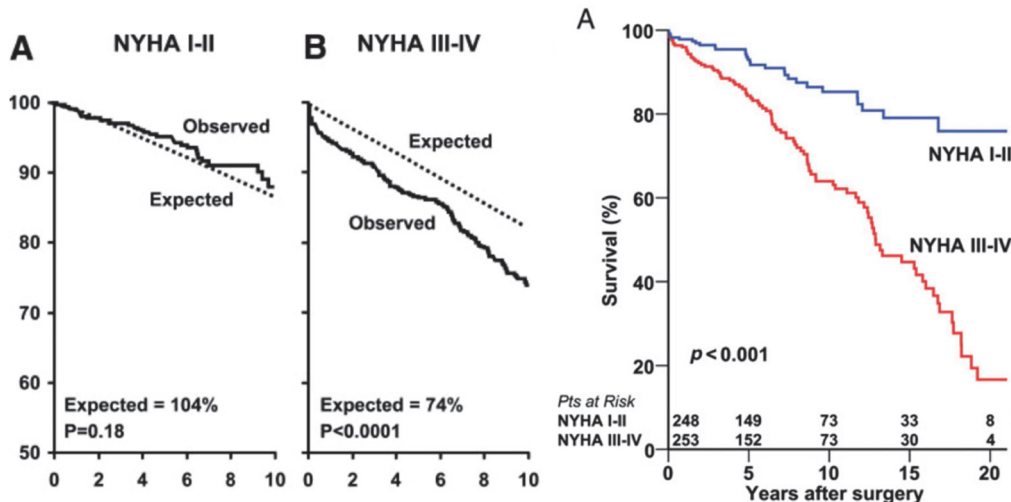 A NYHA I-II
100
90
80
70
60
50
Observed
Expected
Expected = 104%
P=0.18
0 2 4 6 8 10
B NYHA III-IV
Expected
Observed
Expected = 74%
P<0.0001
0 2 4 6 8 10
A
Survival (%)
100
80
60
40
20
0
NYHA I-II
NYHA III-IV
p<0.001
Pts at Risk
NYHA I-II 248 149 73 33 8
NYHA III-IV 253 152 73 30 4
0 5 10 15 20
Years after surgery